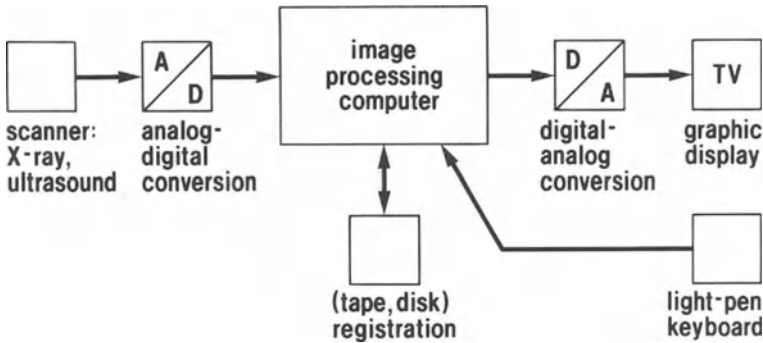 A
D
image
processing
computer
D
A
TV
scanner:
X-ray,
ultrasound
analog-
digital
conversion
digital-
analog
conversion
graphic
display
(tape, disk)
registration
light-pen
keyboard